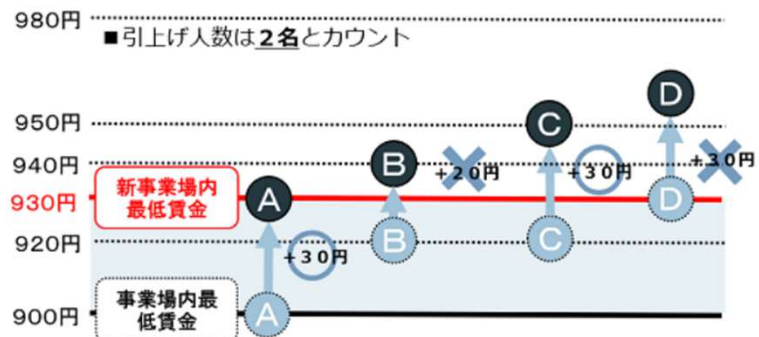 980円
■引上げ人数は2名とカウント
950円
940円
930円
920円
900円
新事業場内
最低賃金
事業場内最
低賃金
A
A
+30円
B
B
+20円
C
C
+30円
D
D
+30円